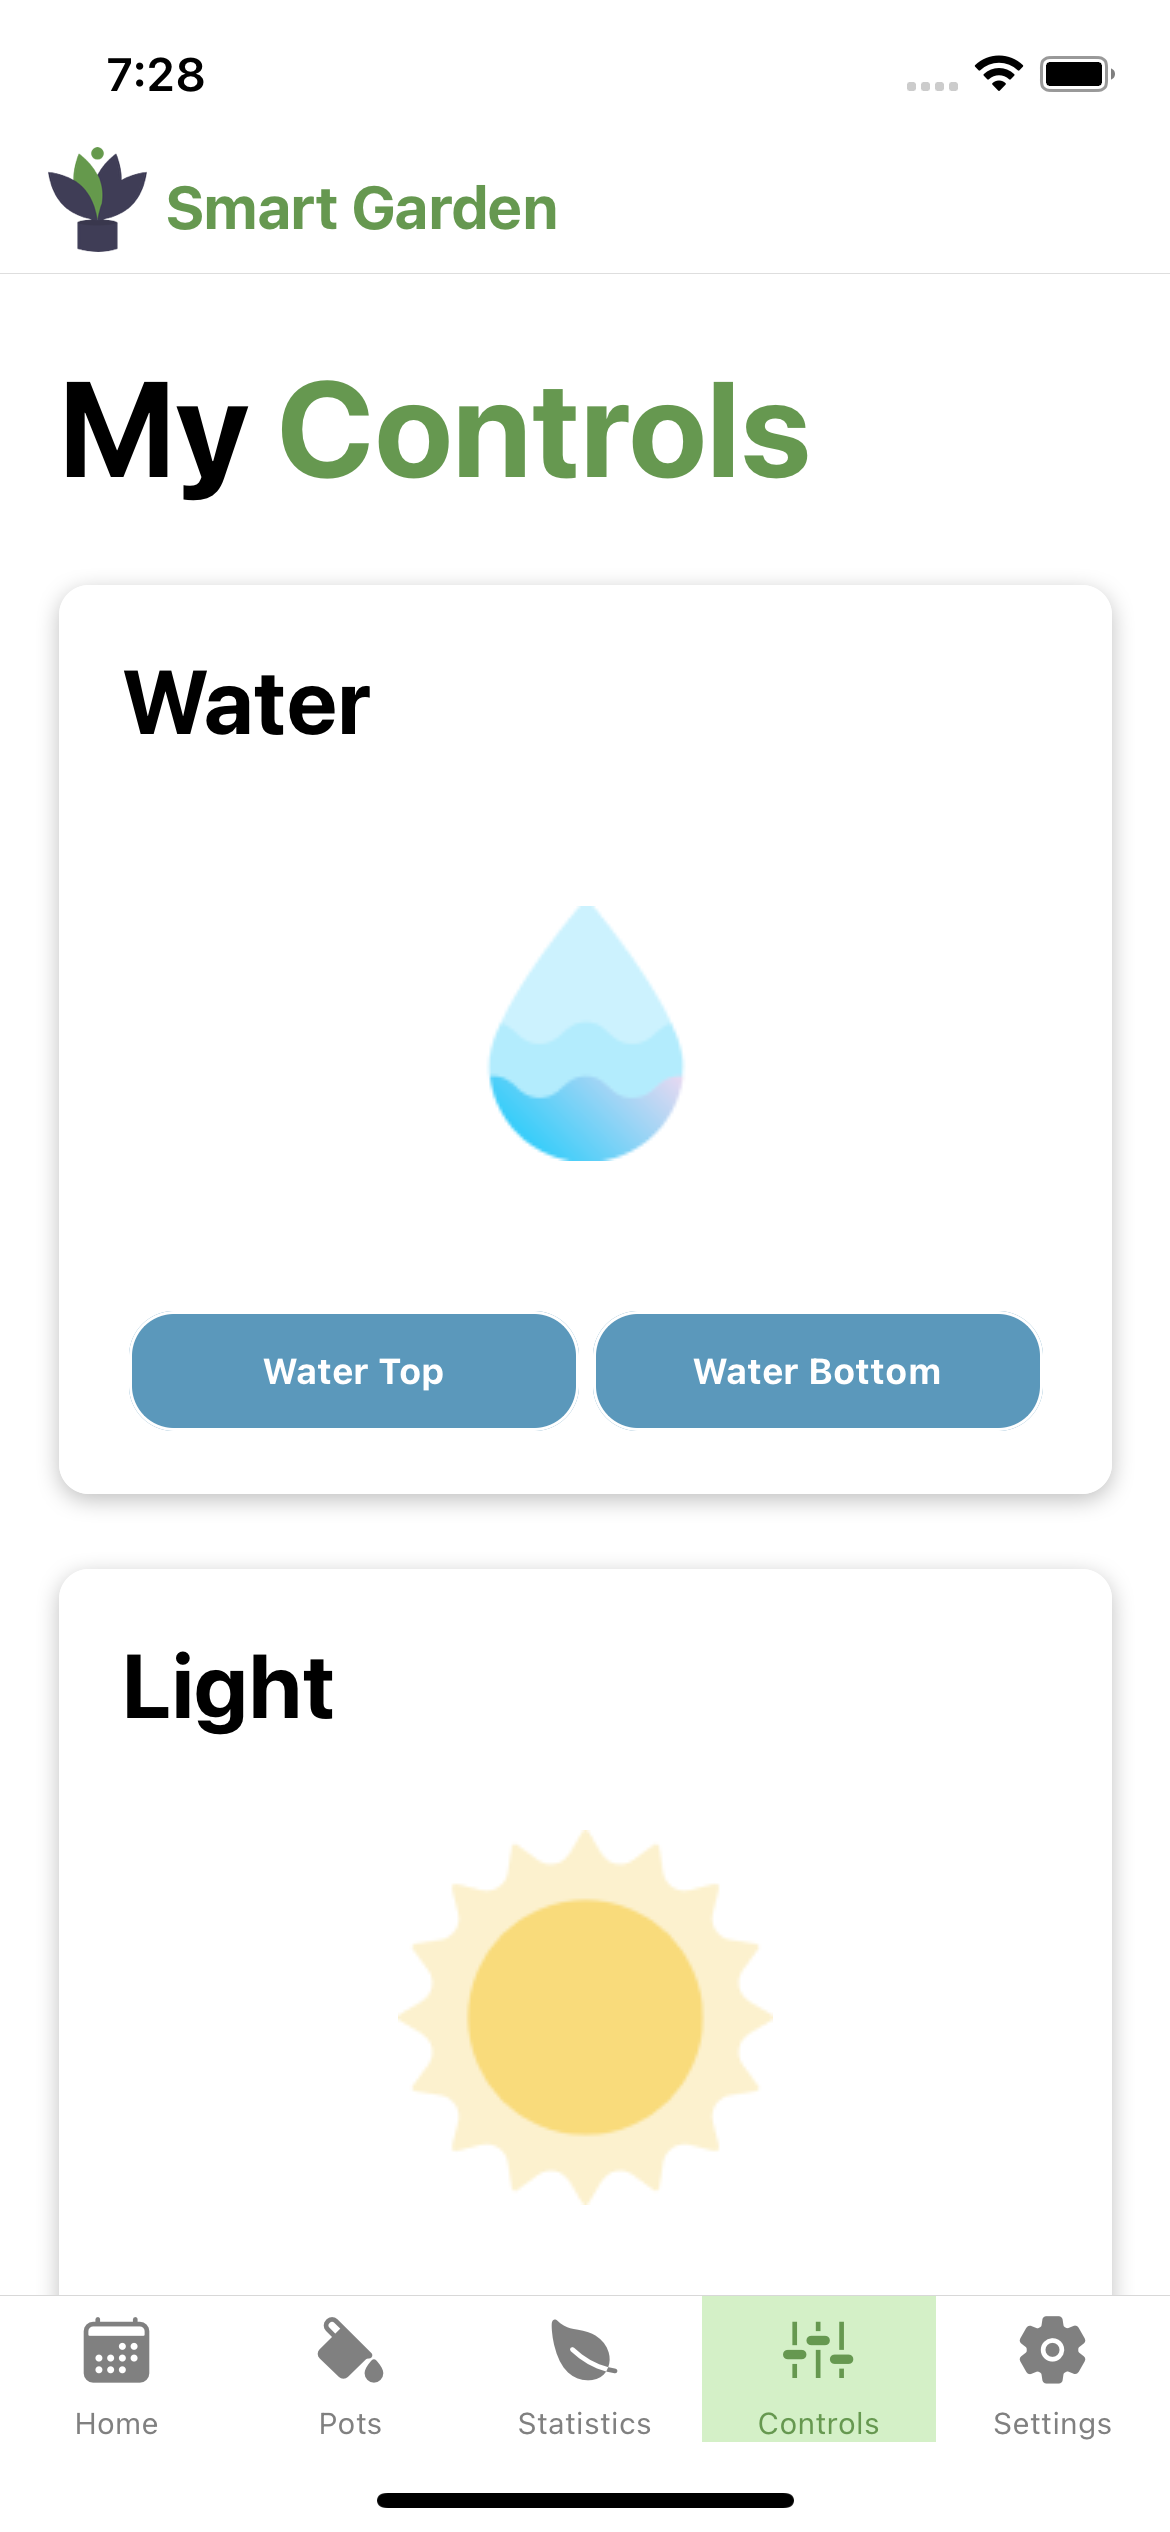 7:28
Smart Garden
My Controls
Water
Water Top
Water Bottom
Light
Home
Pots
Statistics
Controls
Settings